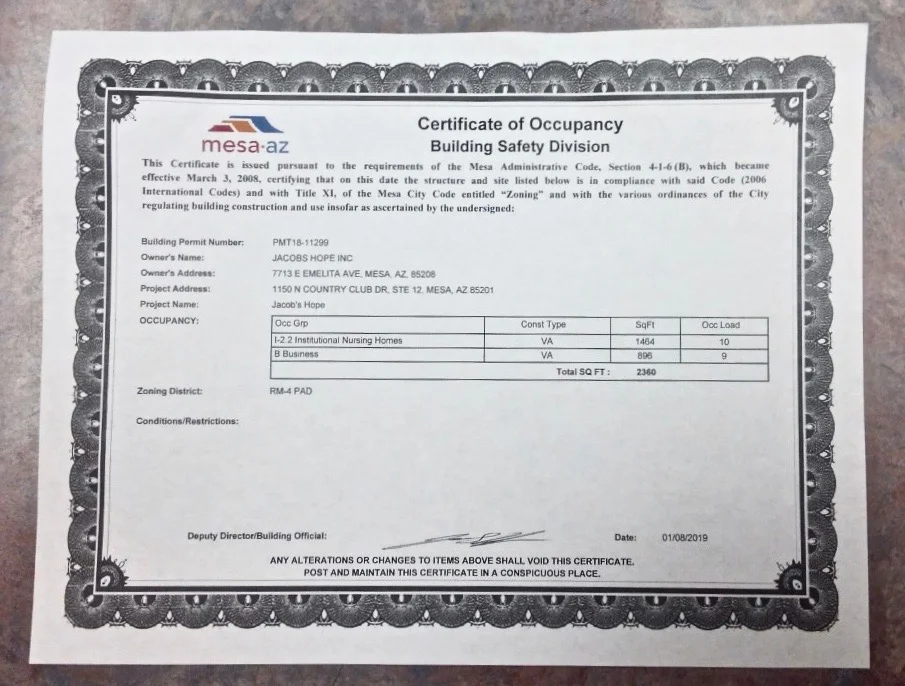 mesa·az
Certificate of Occupancy
Building Safety Division
This Certificate is issued pursuant to the requirements of the Mesa Administrative Code, Section 4-1-6 (B), which became
effective March 3, 2008, certifying that on this date the structure and site listed below is in compliance with said Code (2006
International Codes) and with Title XI, of the Mesa City Code entitled “Zoning” and with the various ordinances of the City
regulating building construction and use insofar as ascertained by the undersigned:
Building Permit Number: PMT18-11299
Owner's Name: JACOBS HOPE INC
Owner's Address: 7713 E EMELITA AVE, MESA, AZ, 85208
Project Address: 1150 N COUNTRY CLUB DR, STE 12, MESA, AZ 85201
Project Name: Jacob's Hope
OCCUPANCY: Occ Grp Const Type SqFt Occ Load
I-2.2 Institutional Nursing Homes VA 1464 10
B Business VA 896 9
Total SQ FT : 2360
Zoning District: RM-4 PAD
Conditions/Restrictions:
Deputy Director/Building Official: Date: 01/08/2019
ANY ALTERATIONS OR CHANGES TO ITEMS ABOVE SHALL VOID THIS CERTIFICATE.
POST AND MAINTAIN THIS CERTIFICATE IN A CONSPICUOUS PLACE.